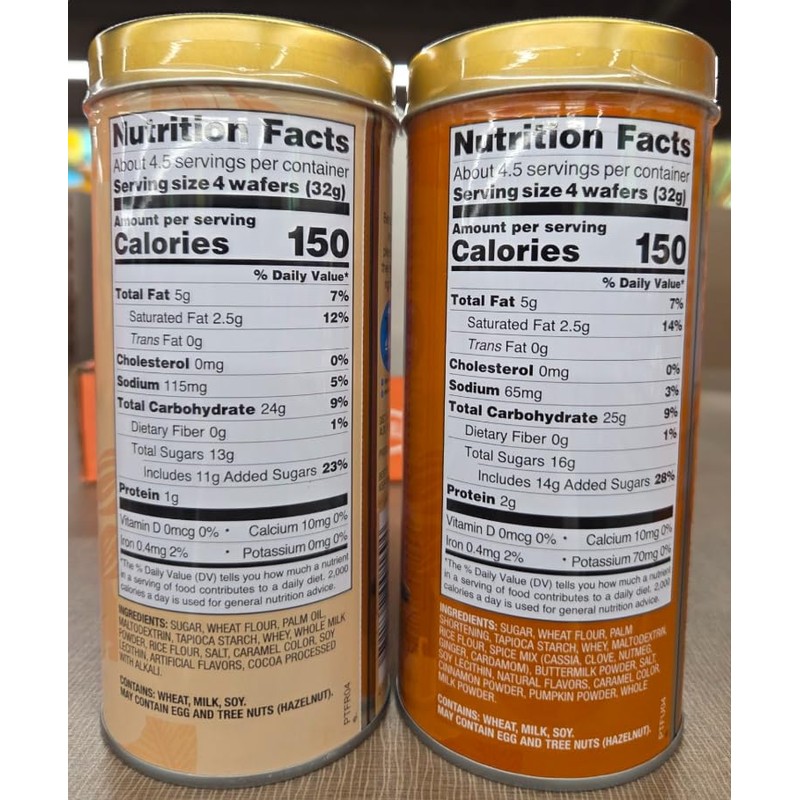 Nutrition Facts
About 4.5 servings per container
Serving size 4 wafers (32g)
Amount per serving
Calories 150
% Daily Value*
Total Fat 5g 7%
Saturated Fat 2.5g 12%
Trans Fat 0g
Cholesterol 0mg 0%
Sodium 115mg 5%
Total Carbohydrate 24g 9%
Dietary Fiber 0g 1%
Total Sugars 13g
Includes 11g Added Sugars 23%
Protein 1g
Vitamin D 0mcg 0% • Calcium 10mg 0%
Iron 0.4mg 2% • Potassium 0mg 0%
*The % Daily Value (DV) tells you how much a nutrient
in a serving of food contributes to a daily diet. 2,000
calories a day is used for general nutrition advice.
INGREDIENTS: SUGAR, WHEAT FLOUR, PALM OIL,
MALTODEXTRIN, TAPIOCA STARCH, WHEY, WHOLE MILK
POWDER, RICE FLOUR, SALT, CARAMEL COLOR, SOY
LECITHIN, ARTIFICIAL FLAVORS, COCOA PROCESSED
WITH ALKALI.
CONTAINS: WHEAT, MILK, SOY.
MAY CONTAIN EGG AND TREE NUTS (HAZELNUT).
PTFR04
Nutrition Facts
About 4.5 servings per container
Serving size 4 wafers (32g)
Amount per serving
Calories 150
% Daily Value*
Total Fat 5g 7%
Saturated Fat 2.5g 14%
Trans Fat 0g
Cholesterol 0mg 0%
Sodium 65mg 3%
Total Carbohydrate 25g 9%
Dietary Fiber 0g 1%
Total Sugars 16g
Includes 14g Added Sugars 28%
Protein 2g
Vitamin D 0mcg 0% • Calcium 10mg 0%
Iron 0.4mg 2% • Potassium 70mg 0%
*The % Daily Value (DV) tells you how much a nutrient
in a serving of food contributes to a daily diet. 2,000
calories a day is used for general nutrition advice.
INGREDIENTS: SUGAR, WHEAT FLOUR, PALM
SHORTENING, TAPIOCA STARCH, WHEY, MALTODEXTRIN,
RICE FLOUR, SPICE MIX (CASSIA, CLOVE, NUTMEG,
GINGER, CARDAMOM), BUTTERMILK POWDER, SALT,
SOY LECITHIN, NATURAL FLAVORS, CARAMEL COLOR,
CINNAMON POWDER, PUMPKIN POWDER, WHOLE
MILK POWDER.
CONTAINS: WHEAT, MILK, SOY.
MAY CONTAIN EGG AND TREE NUTS (HAZELNUT).
PTFU04